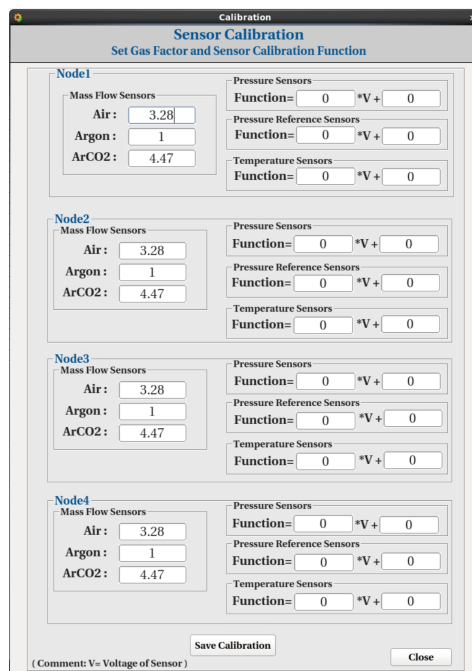 Calibration
Sensor Calibration
Set Gas Factor and Sensor Calibration Function
Node1
Mass Flow Sensors
Air : 3.28
Argon : 1
ArCO2 : 4.47
Pressure Sensors
Function= 0 *V + 0
Pressure Reference Sensors
Function= 0 *V + 0
Temperature Sensors
Function= 0 *V + 0
Node2
Mass Flow Sensors
Air : 3.28
Argon : 1
ArCO2 : 4.47
Pressure Sensors
Function= 0 *V + 0
Pressure Reference Sensors
Function= 0 *V + 0
Temperature Sensors
Function= 0 *V + 0
Node3
Mass Flow Sensors
Air : 3.28
Argon : 1
ArCO2 : 4.47
Pressure Sensors
Function= 0 *V + 0
Pressure Reference Sensors
Function= 0 *V + 0
Temperature Sensors
Function= 0 *V + 0
Node4
Mass Flow Sensors
Air : 3.28
Argon : 1
ArCO2 : 4.47
Pressure Sensors
Function= 0 *V + 0
Pressure Reference Sensors
Function= 0 *V + 0
Temperature Sensors
Function= 0 *V + 0
Save Calibration
Close
( Comment: V= Voltage of Sensor )